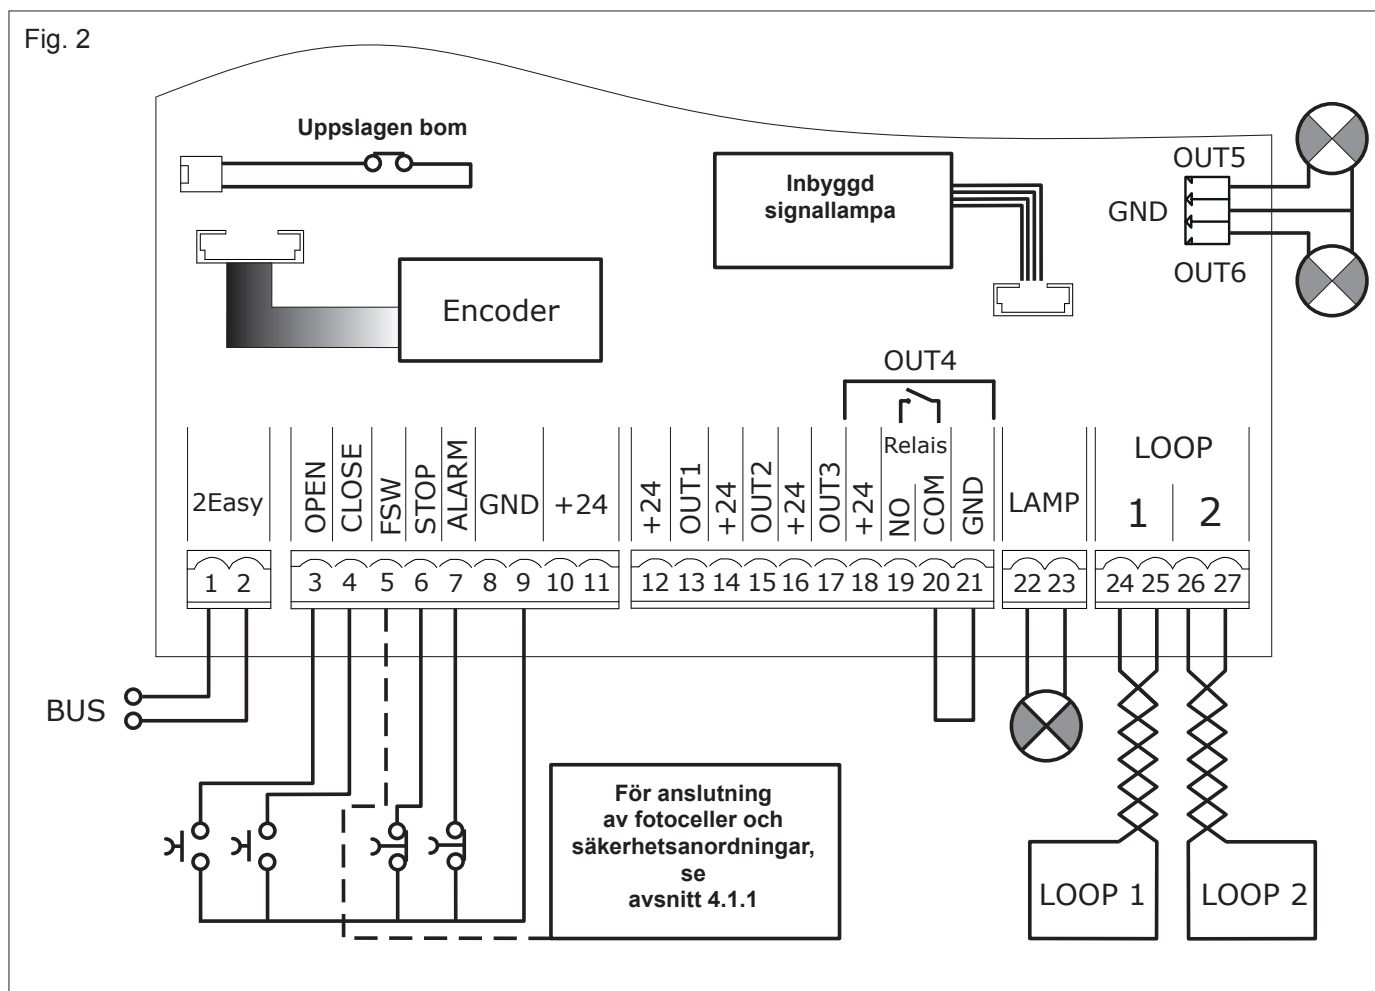 Fig. 2
Uppslagen bom
Inbyggd
signallampa
OUT5
GND
OUT6
Encoder
OUT4
Relais
LOOP
2Easy
OPEN
CLOSE
FSW
STOP
ALARM
GND
+24
+24
OUT1
+24
OUT2
+24
OUT3
+24
NO
COM
GND
LAMP
1
2
1 2 3 4 5 6 7 8 9 10 11 12 13 14 15 16 17 18 19 20 21 22 23 24 25 26 27
BUS
För anslutning
av fotoceller och
säkerhetsanordningar,
se
avsnitt 4.1.1
LOOP 1
LOOP 2